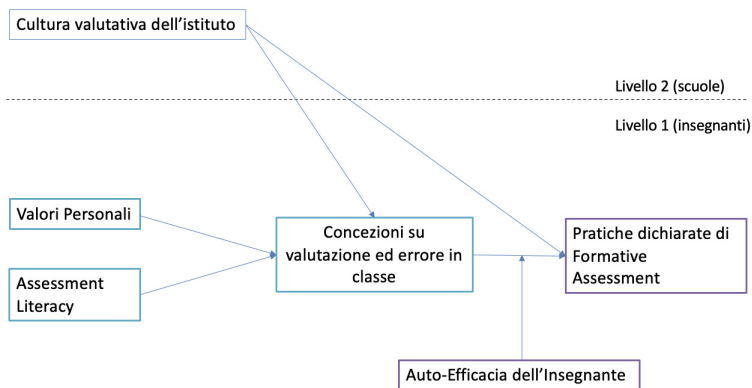 Cultura valutativa dell'istituto
Livello 2 (scuole)
Livello 1 (insegnanti)
Valori Personali
Concezioni su
valutazione ed errore in
classe
Pratiche dichiarate di
Formative
Assessment
Assessment
Literacy
Auto-Efficacia dell'Insegnante